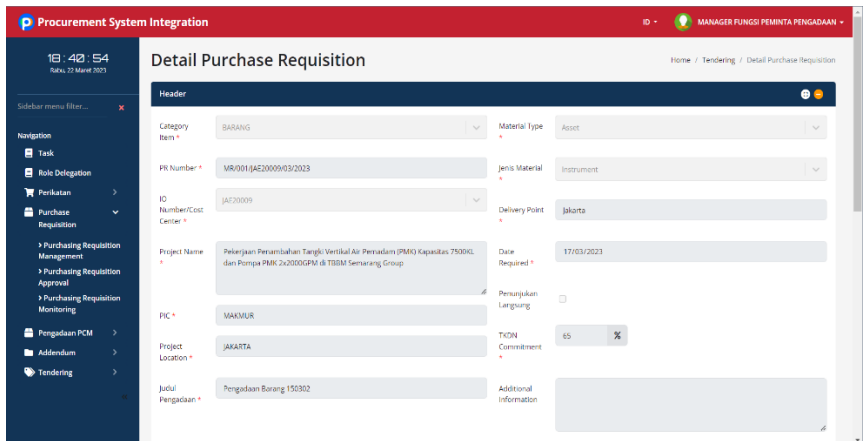 Procurement System Integration
ID
MANAGER FUNGSI PEMINTA PENGADAAN
18:40:54
Rabu, 22 Maret 2023
Sidebar menu filter...
Navigation
Task
Role Delegation
Perikatan
Purchase
Requisition
Purchasing Requisition
Management
Purchasing Requisition
Approval
Purchasing Requisition
Monitoring
Pengadaan PCM
Addendum
Tendering
Detail Purchase Requisition
Home / Tendering / Detail Purchase Requisition
Header
Category
Item *
BARANG
PR Number *
MR/001/JAE20009/03/2023
IO
Number/Cost
Center *
JAE20009
Project Name
*
Pekerjaan Penambahan Tangki Vertikal Air Pemadam (PMK) Kapasitas 7500KL
dan Pompa PMK 2x2000GPM di TBBM Semarang Group
PIC *
MAKMUR
Project
Location *
JAKARTA
Judul
Pengadaan *
Pengadaan Barang 150302
Material Type
*
Asset
Jenis Material
*
Instrument
Delivery Point
*
Jakarta
Date
Required *
17/03/2023
Penunjukan
Langsung
TKDN
Commitment
*
65 %
Additional
Information